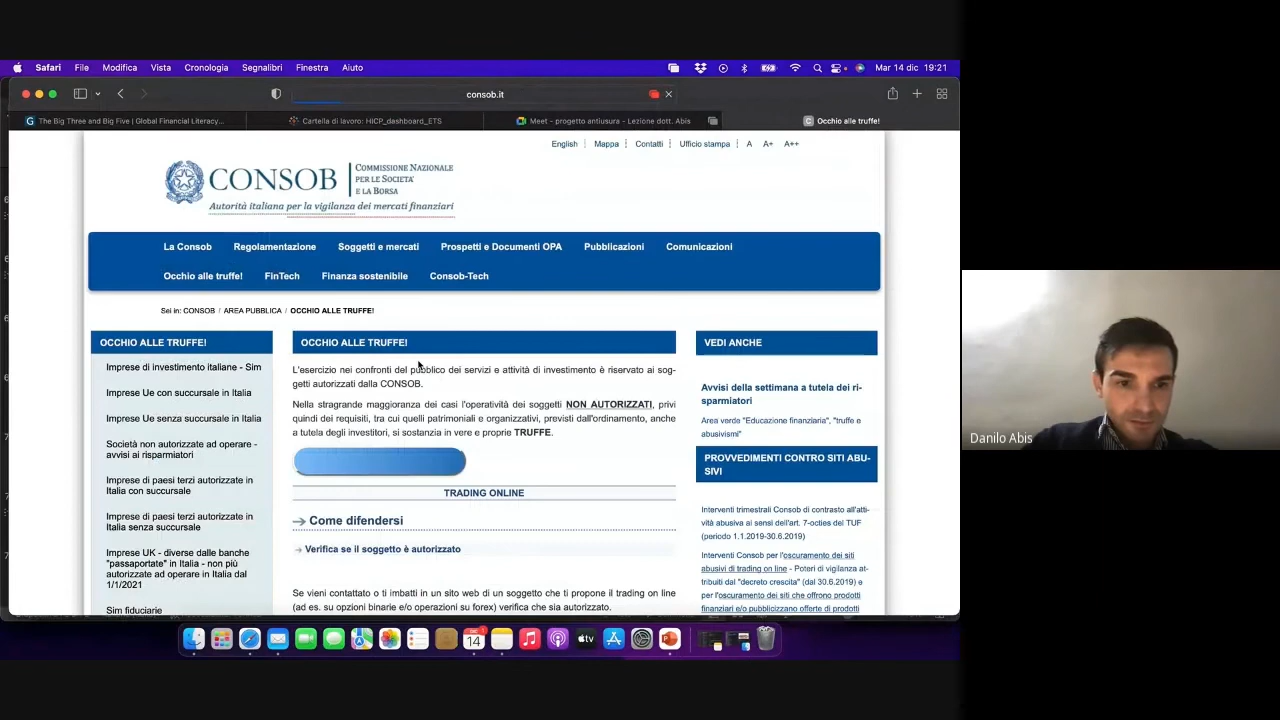 Safari File Modifica Vista Cronologia Segnalibri Finestra Aiuto Mar 14 dic 19:21
consob.it
The Big Three and Big Five | Global Financial Literacy... Cartella di lavoro: HiCP_dashboard_ETS Meet - progetto antiusura - Lezione dott. Abis Occhio alle truffe!
English Mappa Contatti Ufficio stampa A A+ A++
CONSOB
COMMISSIONE NAZIONALE
PER LE SOCIETA'
E LA BORSA
Autorità italiana per la vigilanza dei mercati finanziari
La Consob Regolamentazione Soggetti e mercati Prospetti e Documenti OPA Pubblicazioni Comunicazioni
Occhio alle truffe! FinTech Finanza sostenibile Consob-Tech
Sei in: CONSOB / AREA PUBBLICA / OCCHIO ALLE TRUFFE!
OCCHIO ALLE TRUFFE!
Imprese di investimento italiane - Sim
Imprese Ue con succursale in Italia
Imprese Ue senza succursale in Italia
Società non autorizzate ad operare -
avvisi ai risparmiatori
Imprese di paesi terzi autorizzate in
Italia con succursale
Imprese di paesi terzi autorizzate in
Italia senza succursale
Imprese UK - diverse dalle banche
"passaportate" in Italia - non più
autorizzate ad operare in Italia dal
1/1/2021
Sim fiduciarie
OCCHIO ALLE TRUFFE!
L'esercizio nei confronti del pubblico dei servizi e attività di investimento è riservato ai sog-
getti autorizzati dalla CONSOB.
Nella stragrande maggioranza dei casi l'operatività dei soggetti NON AUTORIZZATI, privi
quindi dei requisiti, tra cui quelli patrimoniali e organizzativi, previsti dall'ordinamento, anche
a tutela degli investitori, si sostanzia in vere e proprie TRUFFE.
TRADING ONLINE
Come difendersi
Verifica se il soggetto è autorizzato
Se vieni contattato o ti imbatti in un sito web di un soggetto che ti propone il trading on line
(ad es. su opzioni binarie e/o operazioni su forex) verifica che sia autorizzato.
VEDI ANCHE
Avvisi della settimana a tutela dei ri-
sparmiatori
Area verde "Educazione finanziaria", "truffe e
abusivismi"
PROVVEDIMENTI CONTRO SITI ABU-
SIVI
Interventi trimestrali Consob di contrasto all'atti-
vità abusiva ai sensi dell'art. 7-octies del TUF
(periodo 1.1.2019-30.6.2019)
Interventi Consob per l'oscuramento dei siti
abusivi di trading on line - Poteri di vigilanza at-
tribuiti dal "decreto crescita" (dal 30.6.2019) e
per l'oscuramento dei siti che offrono prodotti
finanziari e/o pubblicizzano offerte di prodotti
Danilo Abis
14
tv